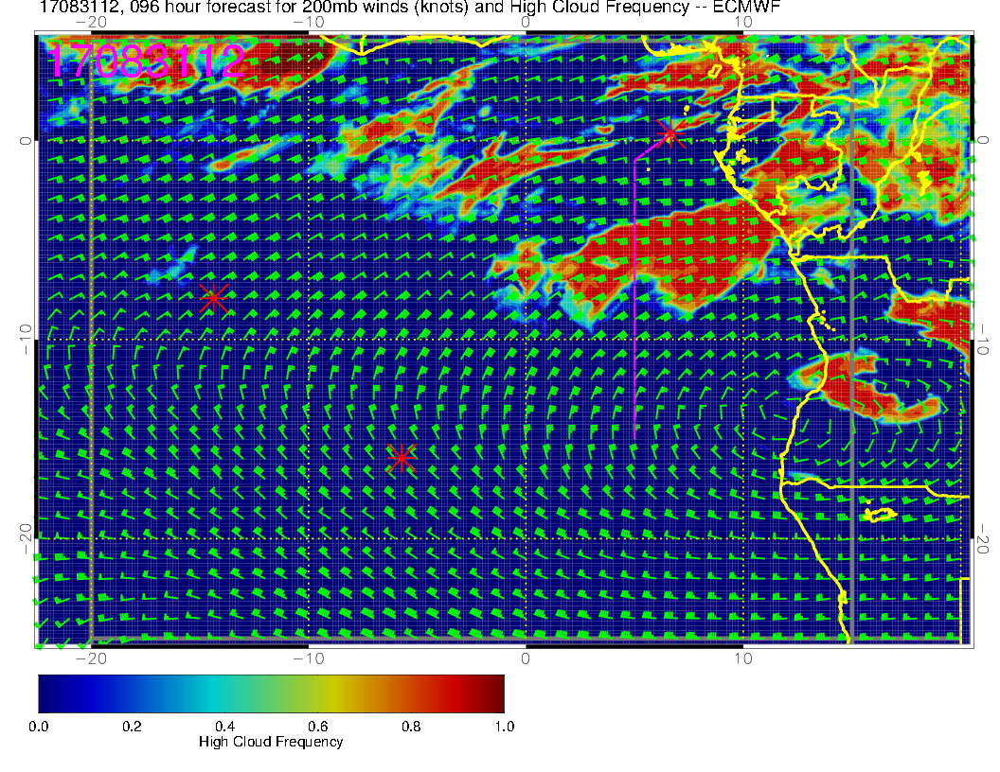 17083112, 096 hour forecast for 200mb winds (knots) and High Cloud Frequency -- ECMWF
−20 −10 0 10
17083112
0 0
−10 −10
−20 −20
−20 −10 0 10
0.0 0.2 0.4 0.6 0.8 1.0
High Cloud Frequency